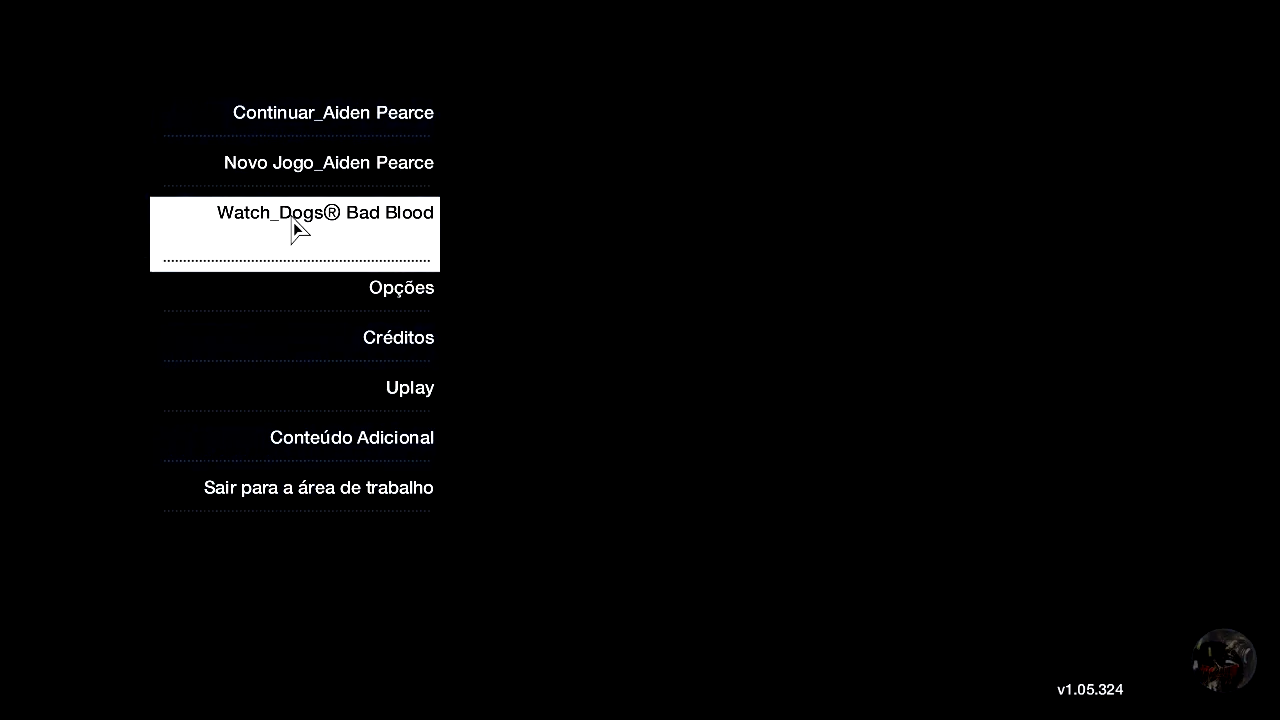 Continuar_Aiden Pearce
Novo Jogo_Aiden Pearce
Watch_Dogs® Bad Blood
Opções
Créditos
Uplay
Conteúdo Adicional
Sair para a área de trabalho
v1.05.324